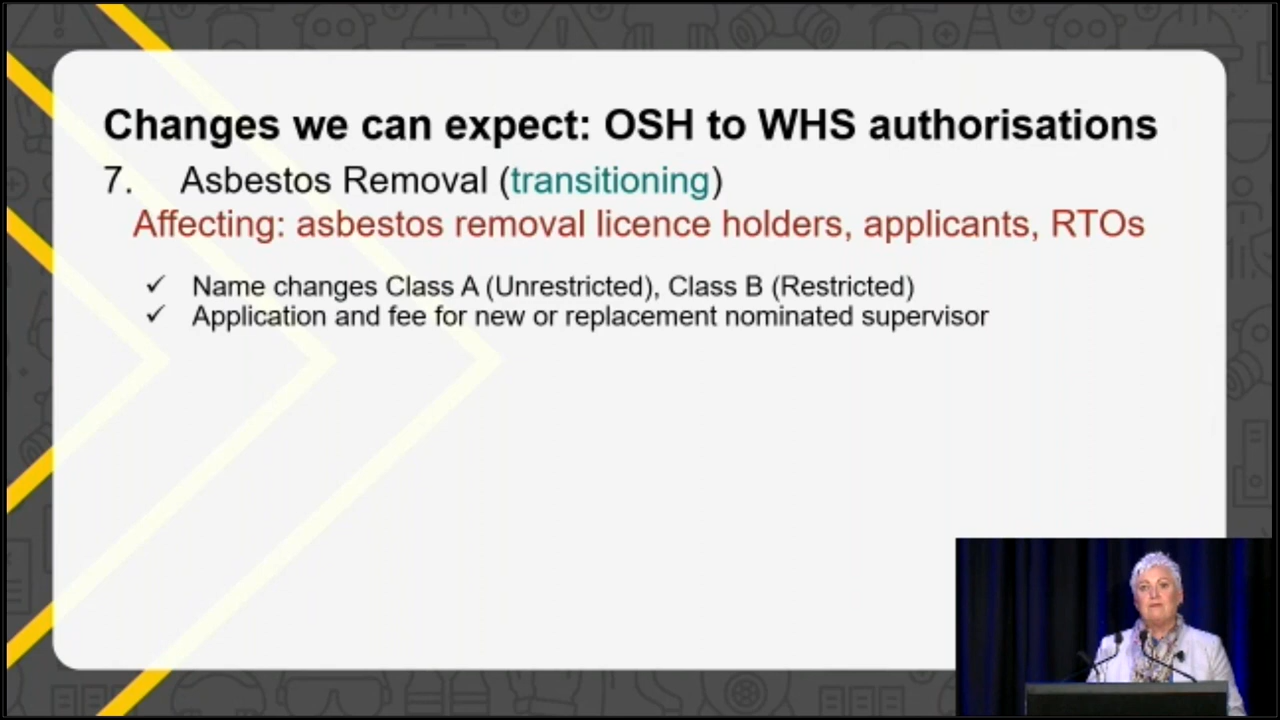 Changes we can expect: OSH to WHS authorisations
7. Asbestos Removal (transitioning)
Affecting: asbestos removal licence holders, applicants, RTOs
✓ Name changes Class A (Unrestricted), Class B (Restricted)
✓ Application and fee for new or replacement nominated supervisor